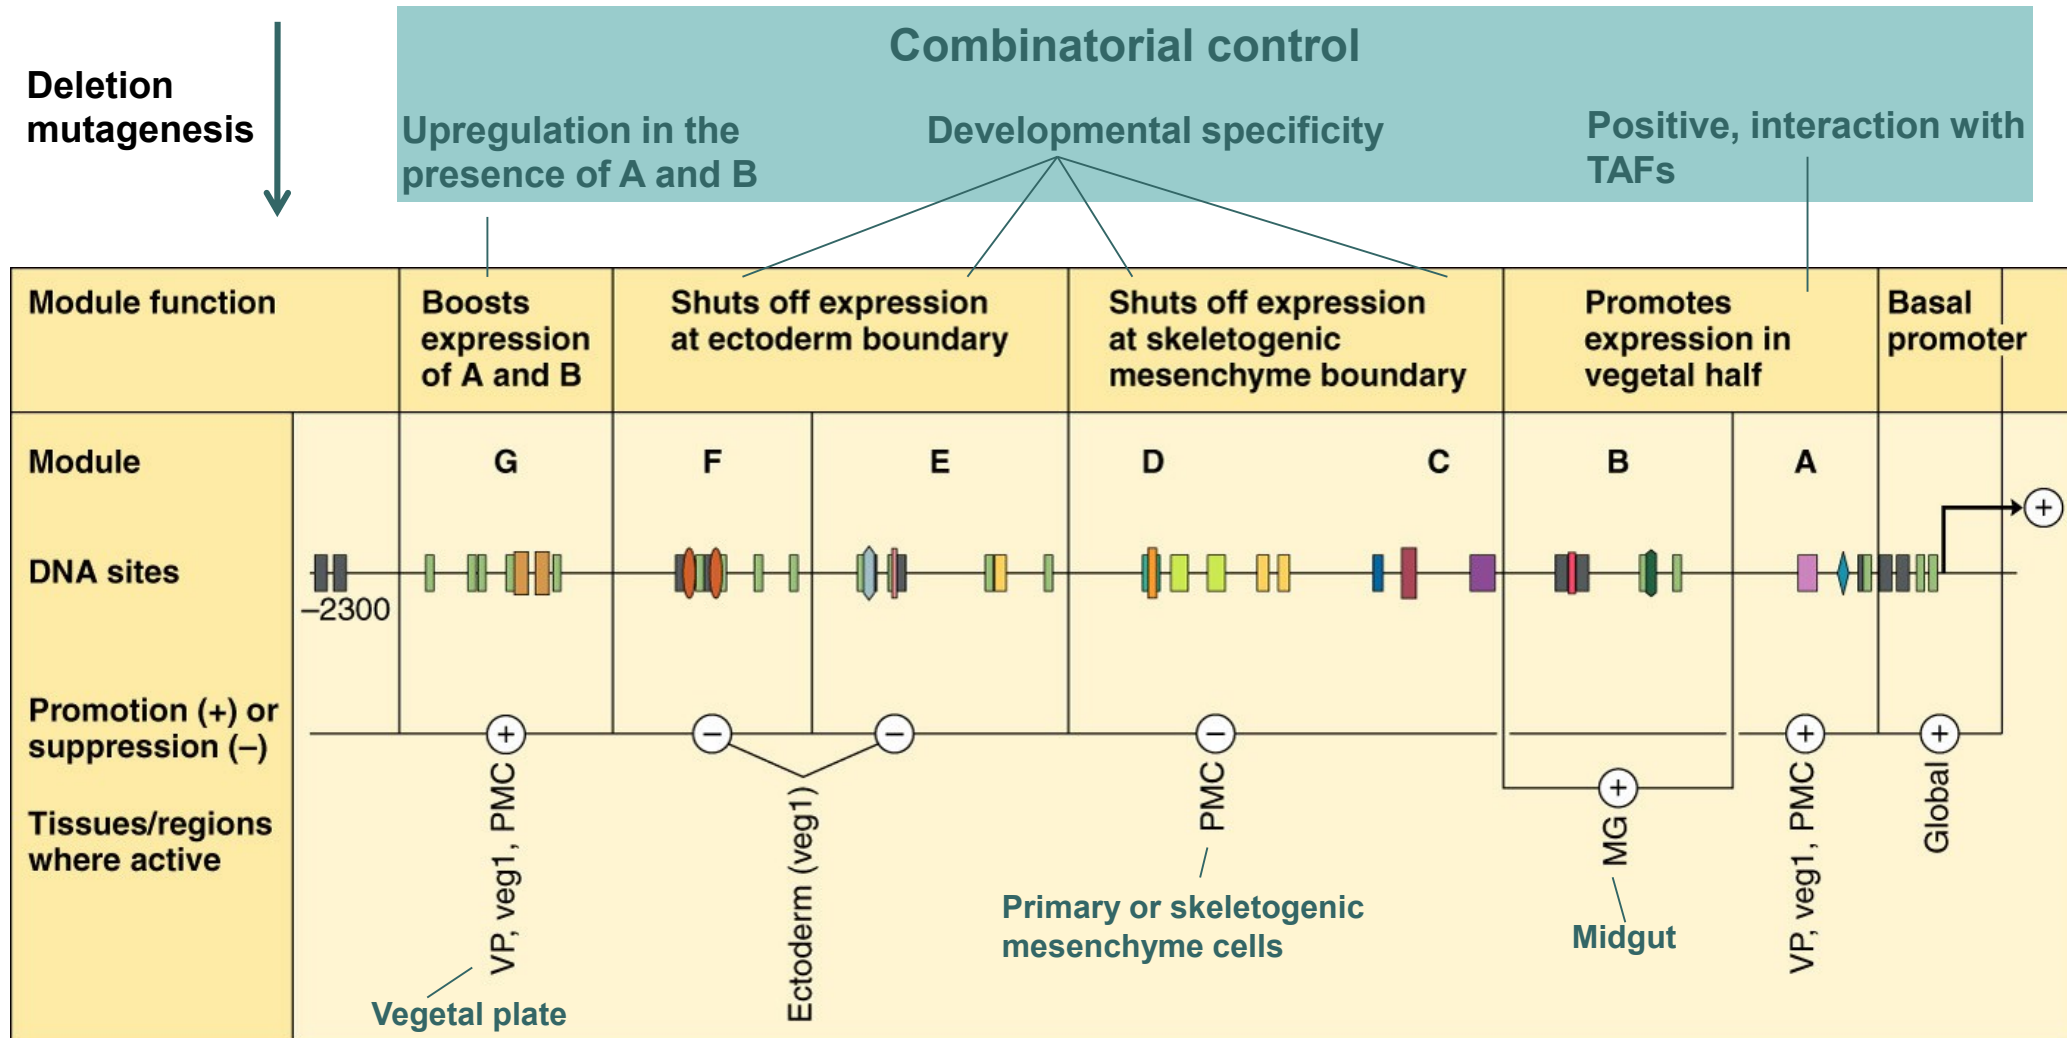 Combinatorial control
Deletion
mutagenesis
Upregulation in the
presence of A and B
Developmental specificity
Positive, interaction with
TAFs
Module function
Boosts
expression
of A and B
Shuts off expression
at ectoderm boundary
Shuts off expression
at skeletogenic
mesenchyme boundary
Promotes
expression in
vegetal half
Basal
promoter
Module
G
F
E
D
C
B
A
+
DNA sites
–2300
Promotion (+) or
suppression (–)
+
–
–
–
+
+
+
Tissues/regions
where active
VP, veg1, PMC
Ectoderm (veg1)
PMC
MG
VP, veg1, PMC
Global
Primary or skeletogenic
mesenchyme cells
Midgut
Vegetal plate